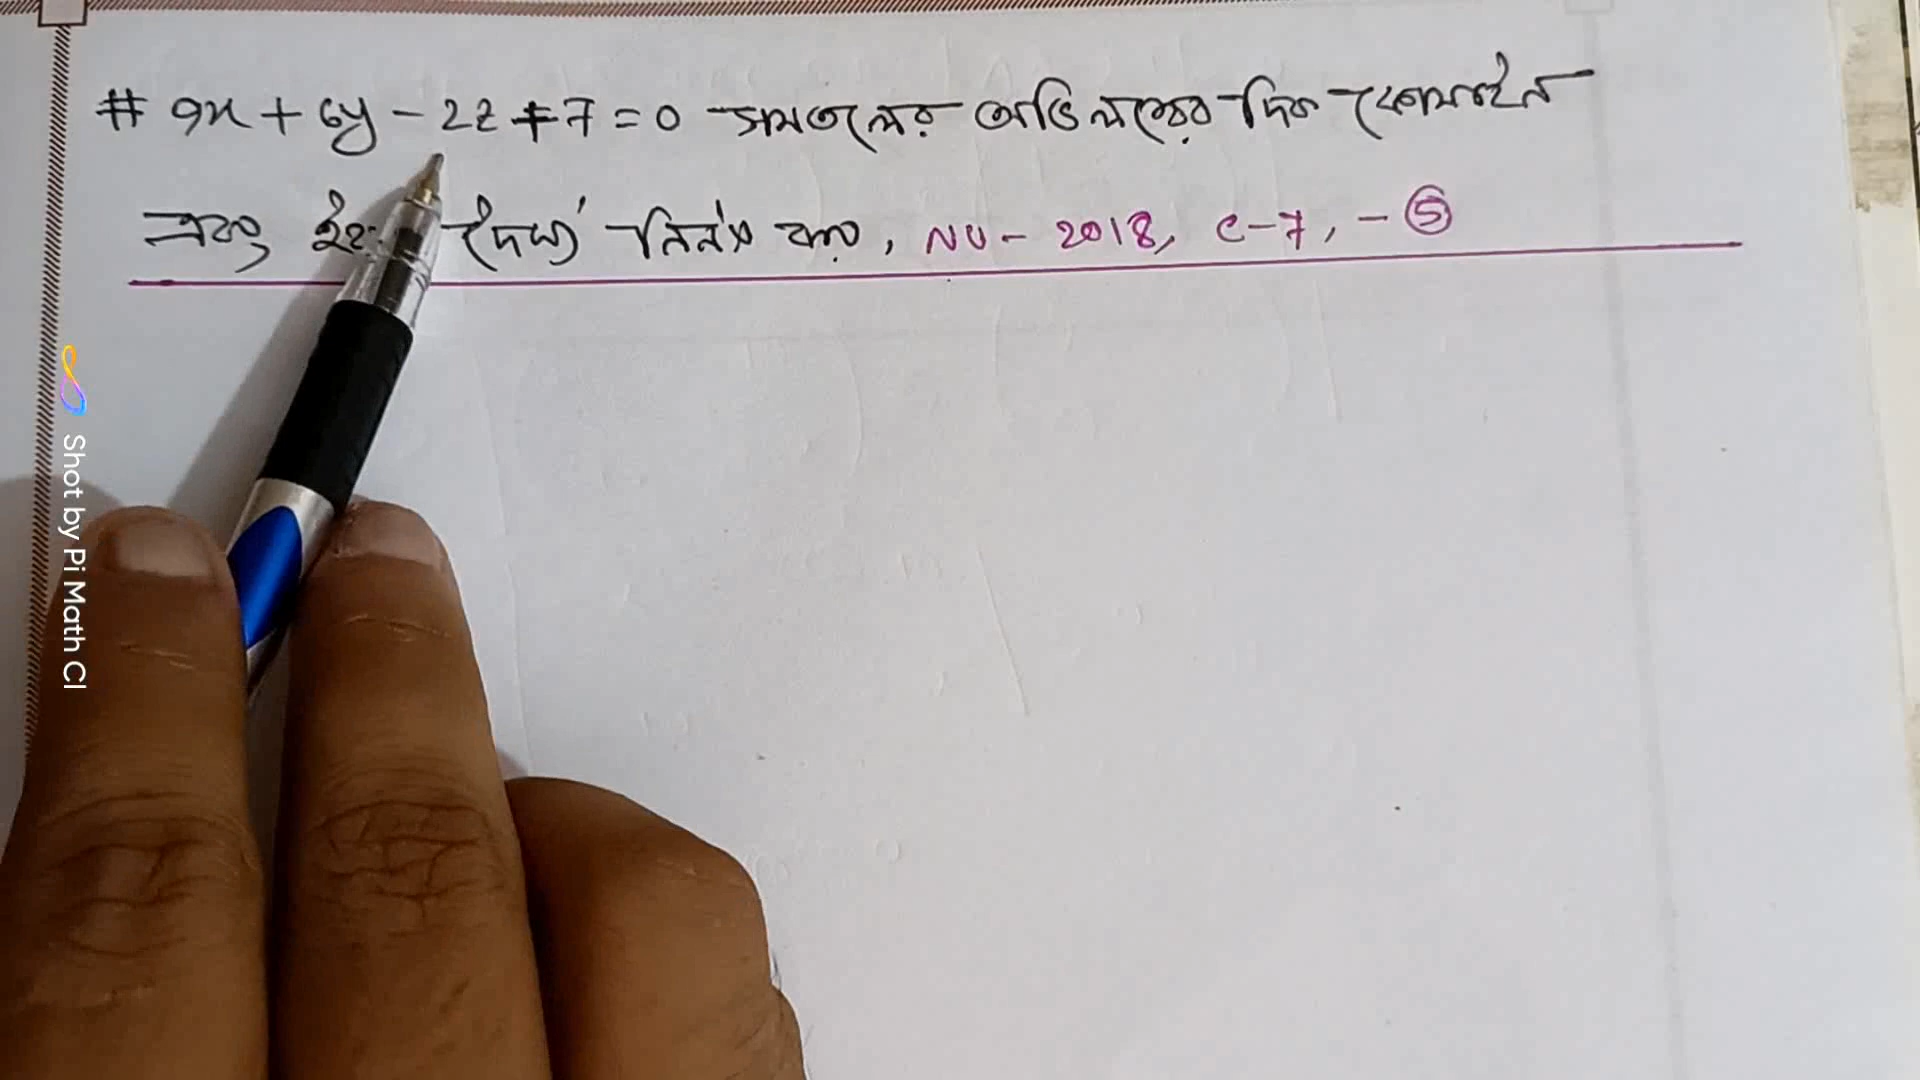 # 9x + 6y - 2z + 7 = 0 সমতলের অভিলম্বের দিক কোসাইন
এবং ইহার দৈর্ঘ্য নির্ণয় কর, NU - 2018, C-7, - ⑤
Shot by Pi Math Cl